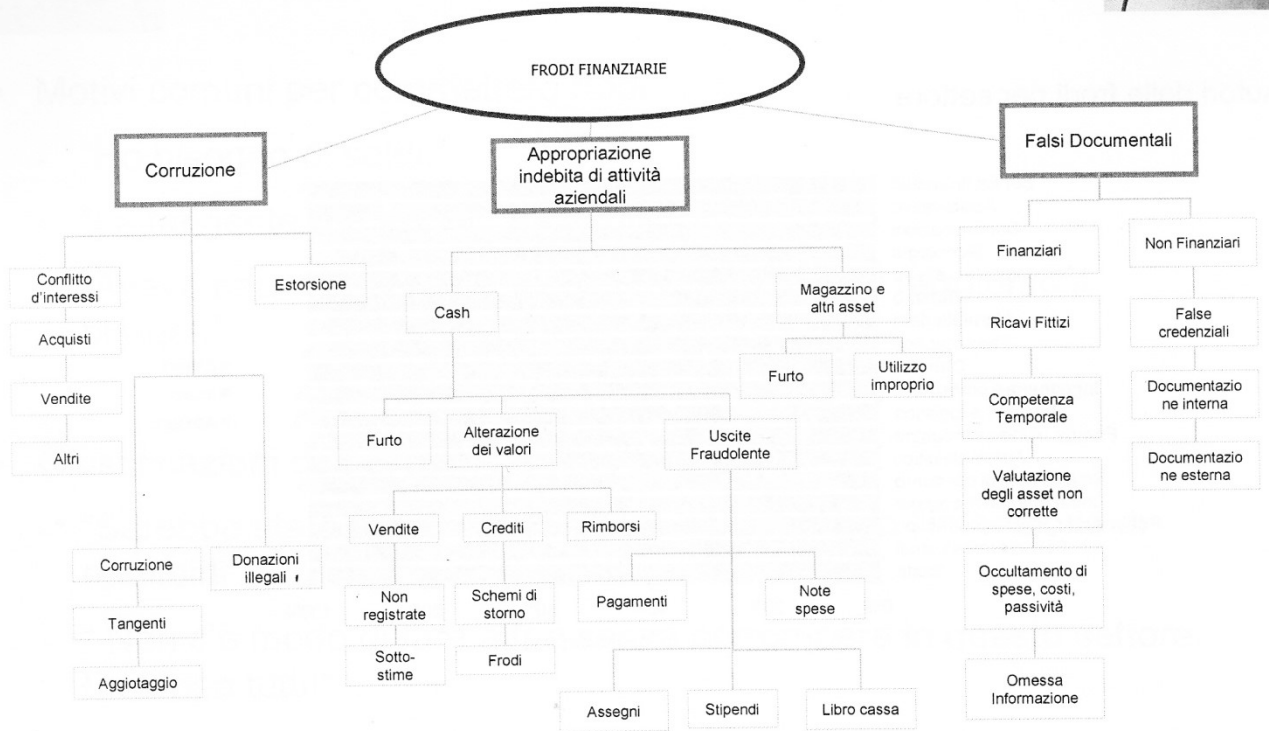 FRODI FINANZIARIE
Corruzione
Appropriazione
indebita di attività
aziendali
Falsi Documentali
Conflitto
d'interessi
Acquisti
Vendite
Altri
Estorsione
Corruzione
Tangenti
Aggiotaggio
Donazioni
illegali
Cash
Magazzino e
altri asset
Furto
Utilizzo
improprio
Furto
Alterazione
dei valori
Uscite
Fraudolente
Vendite
Crediti
Rimborsi
Non
registrate
Sotto-
stime
Schemi di
storno
Frodi
Pagamenti
Note
spese
Assegni
Stipendi
Libro cassa
Finanziari
Ricavi Fittizi
Competenza
Temporale
Valutazione
degli asset non
corrette
Occultamento di
spese, costi,
passività
Omessa
Informazione
Non Finanziari
False
credenziali
Documentazio
ne interna
Documentazio
ne esterna